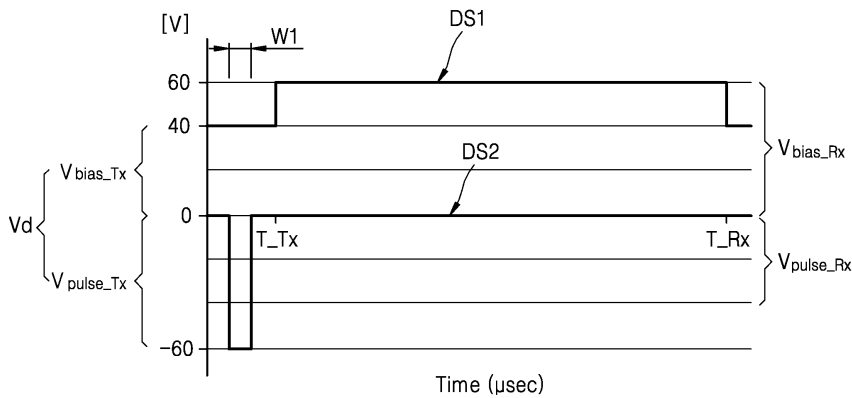 [V]
W1
DS1
60
40
V bias_Tx
V bias_Rx
DS2
Vd
0
T_Tx
T_Rx
V pulse_Tx
V pulse_Rx
-60
Time (μsec)